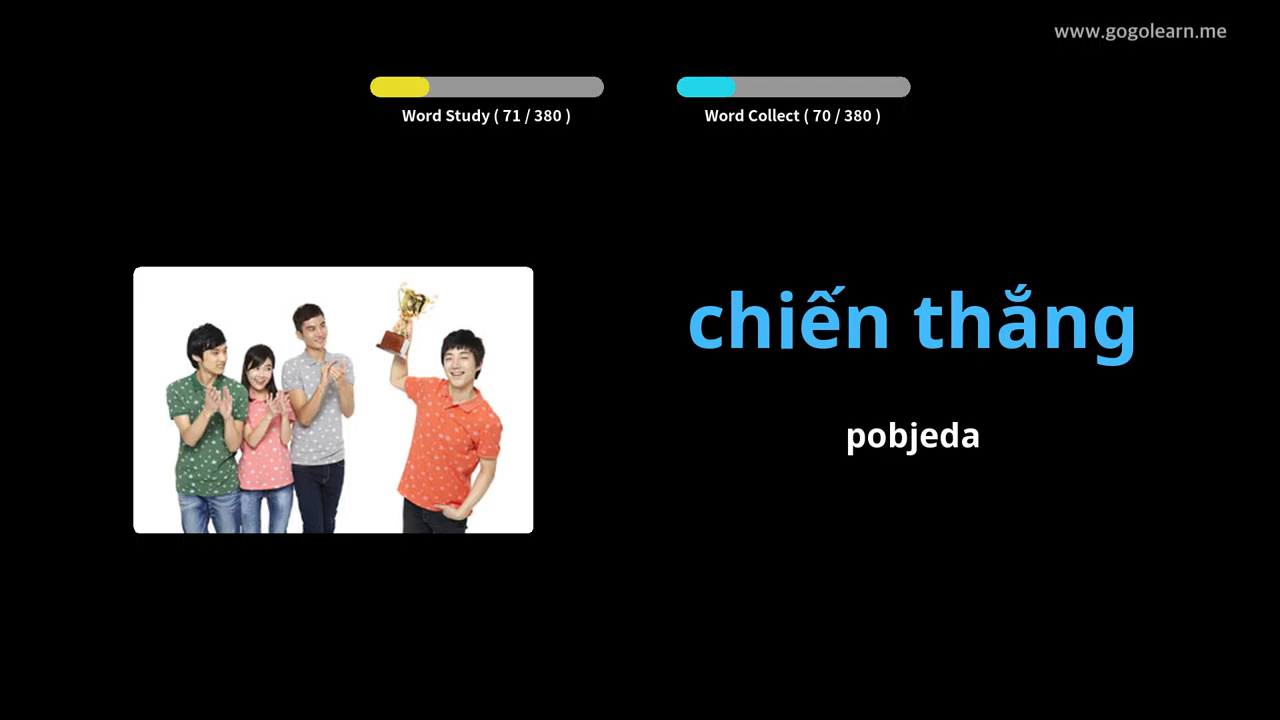 www.gogolearn.me
Word Study ( 71 / 380 )
Word Collect ( 70 / 380 )
chiến thắng
pobjeda